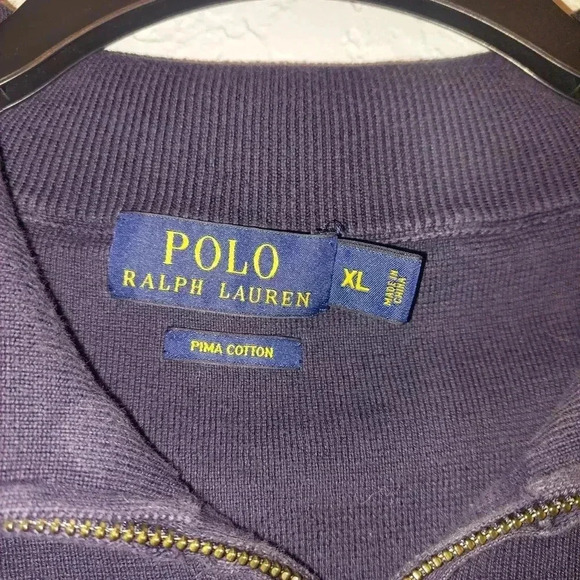 POLO
RALPH LAUREN
XL
MADE IN
CHINA
PIMA COTTON